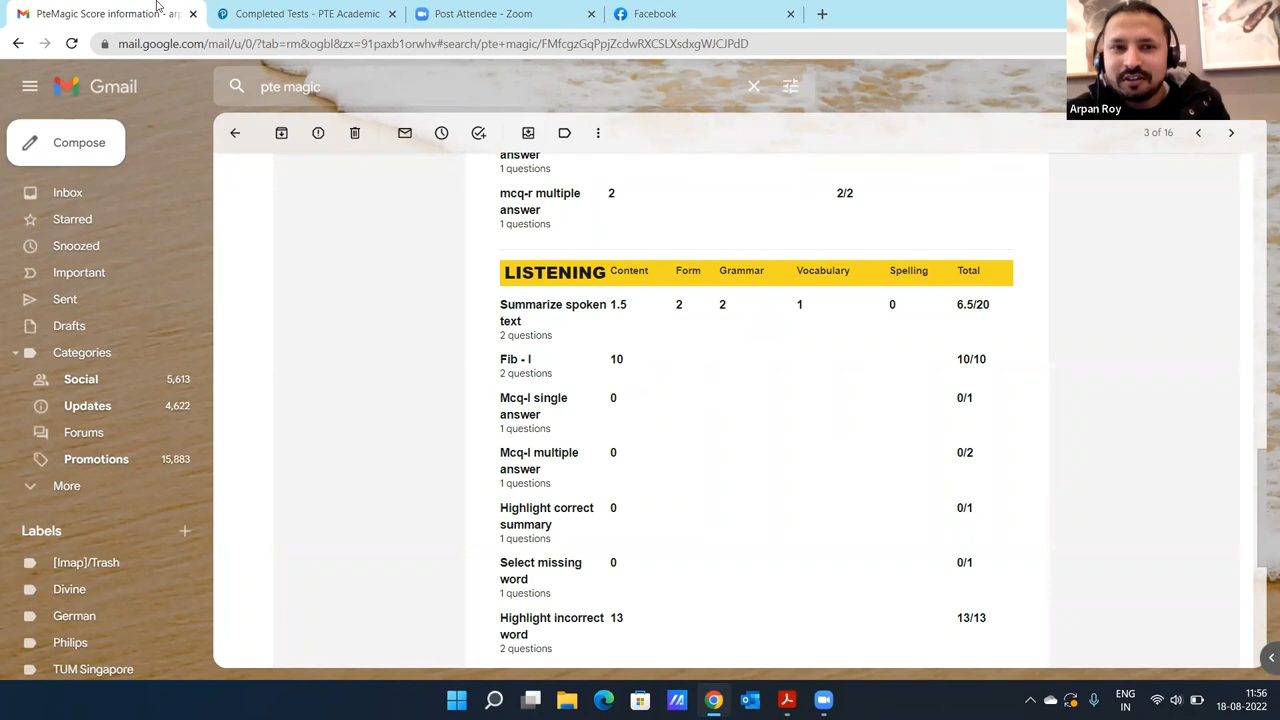 PteMagic Score information - arp
Completed Tests - PTE Academic
Post Attendee - Zoom
Facebook
mail.google.com/mail/u/0/?tab=rm&ogbl&zx=91paxb1orwhv#search/pte+magic/FMfcgzGqPpjZcdwRXCSLXsdxgWJCJPdD
Arpan Roy
Gmail
pte magic
Compose
3 of 16
Inbox
Starred
Snoozed
Important
Sent
Drafts
Categories
Social 5,613
Updates 4,622
Forums
Promotions 15,883
More
Labels
[Imap]/Trash
Divine
German
Philips
TUM Singapore
answer
1 questions
mcq-r multiple 2 2/2
answer
1 questions
LISTENING Content Form Grammar Vocabulary Spelling Total
Summarize spoken 1.5 2 2 1 0 6.5/20
text
2 questions
Fib - l 10 10/10
2 questions
Mcq-l single 0 0/1
answer
1 questions
Mcq-l multiple 0 0/2
answer
1 questions
Highlight correct 0 0/1
summary
1 questions
Select missing 0 0/1
word
1 questions
Highlight incorrect 13 13/13
word
2 questions
ENG
IN
11:56
18-08-2022